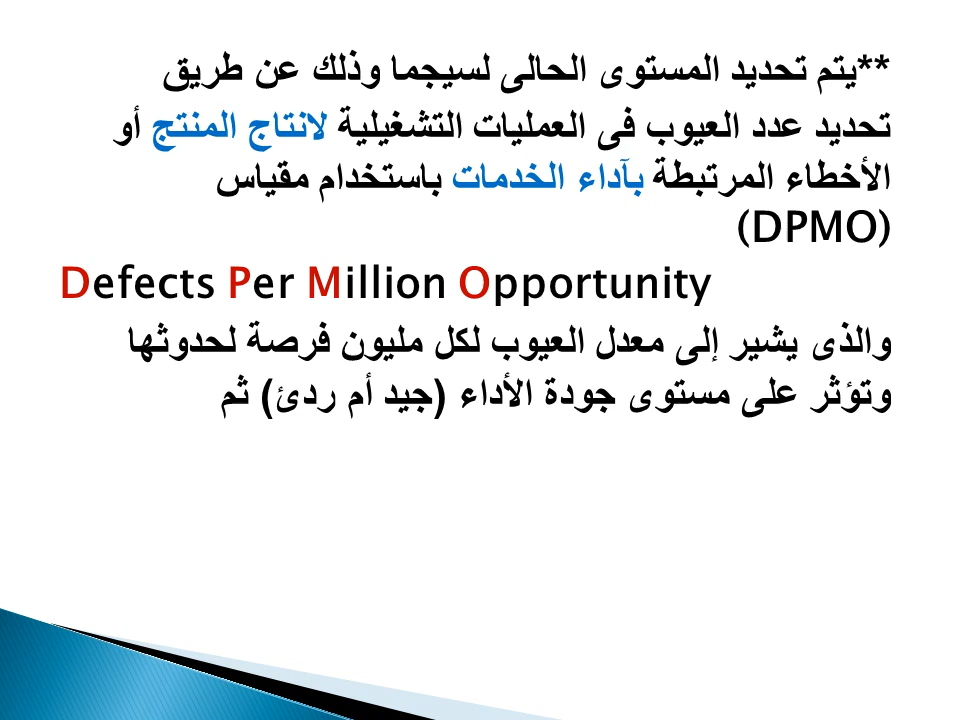 **يتم تحديد المستوى الحالى لسيجما وذلك عن طريق
تحديد عدد العيوب فى العمليات التشغيلية لانتاج المنتج أو
الأخطاء المرتبطة بآداء الخدمات باستخدام مقياس
(DPMO)
Defects Per Million Opportunity
والذى يشير إلى معدل العيوب لكل مليون فرصة لحدوثها
وتؤثر على مستوى جودة الأداء (جيد أم ردئ) ثم